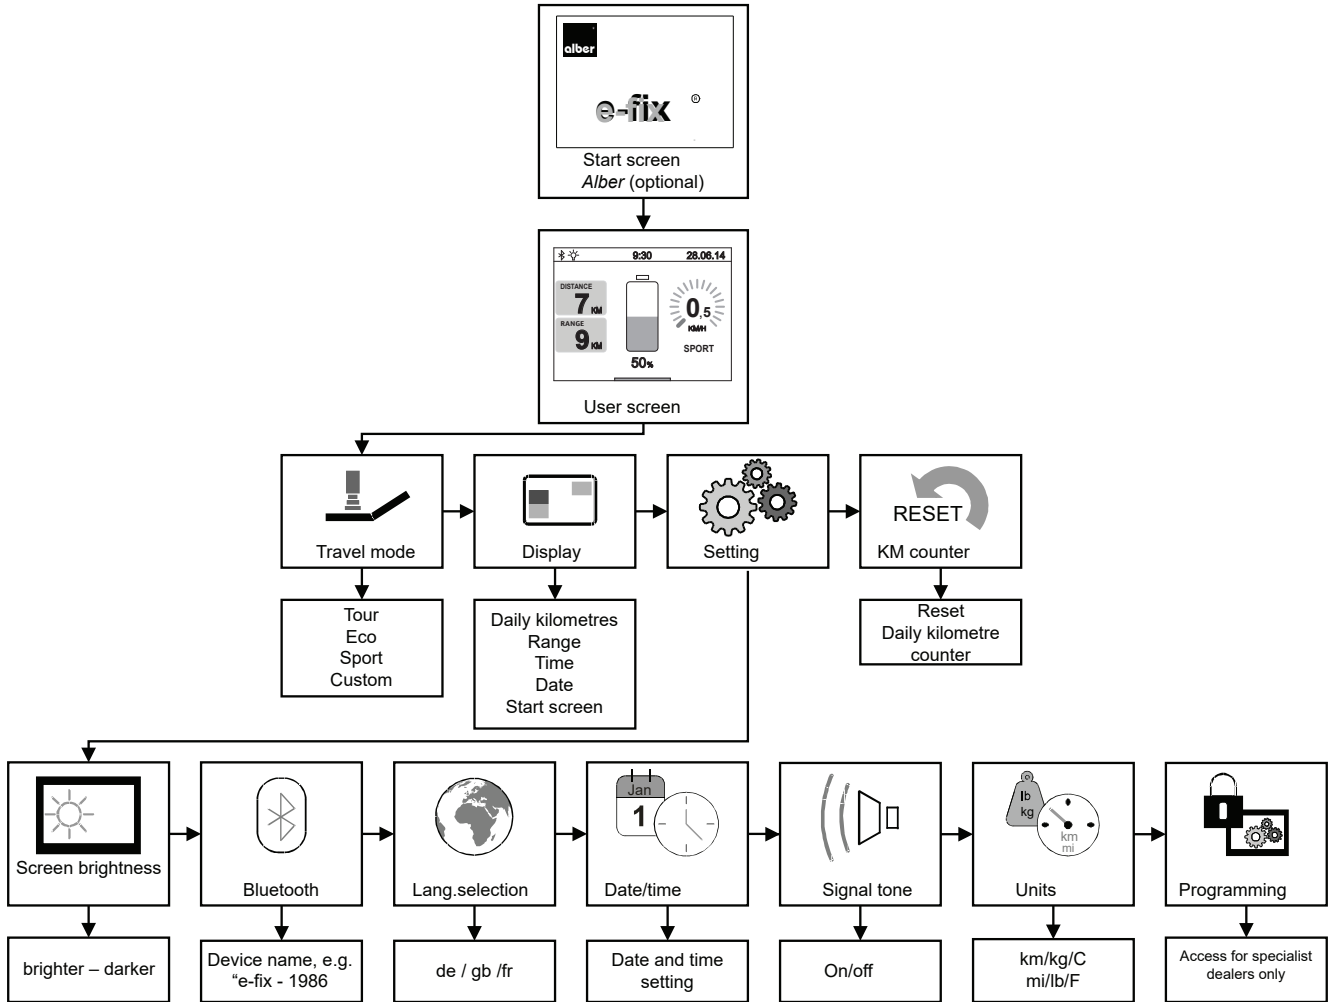 alber
e-fix ®
Start screen
Alber (optional)
9:30 28.06.14
DISTANCE
7 KM
RANGE
9 KM
50%
0,5
KM/H
SPORT
User screen
Travel mode
Display
Setting
RESET
KM counter
Tour
Eco
Sport
Custom
Daily kilometres
Range
Time
Date
Start screen
Reset
Daily kilometre
counter
Screen brightness
Bluetooth
Lang.selection
Jan
1
Date/time
Signal tone
lb
kg
km
mi
Units
Programming
brighter – darker
Device name, e.g.
“e-fix - 1986
de / gb /fr
Date and time
setting
On/off
km/kg/C
mi/lb/F
Access for specialist
dealers only